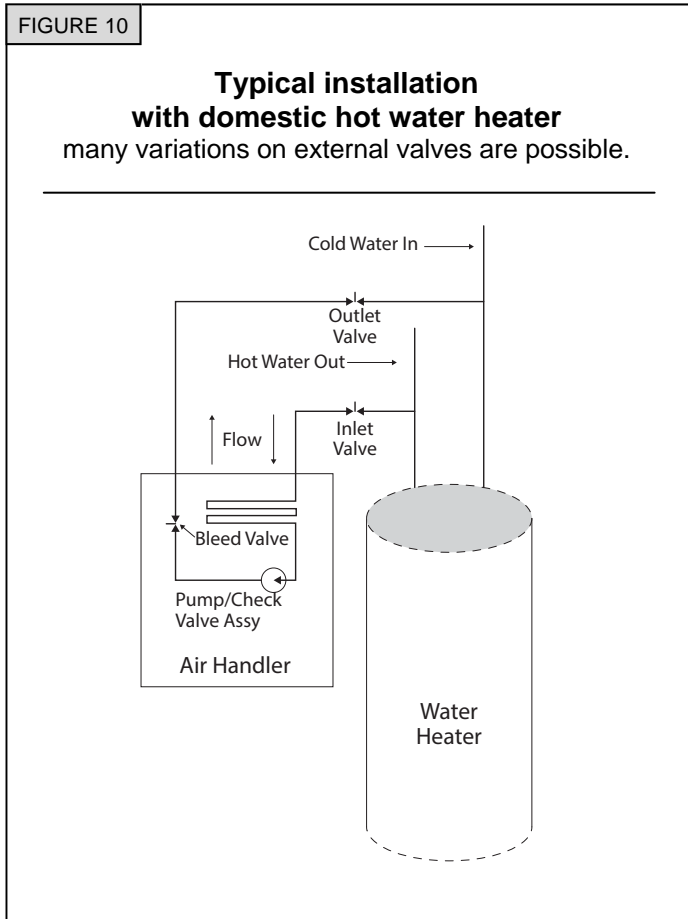 FIGURE 10
Typical installation
with domestic hot water heater
many variations on external valves are possible.
Cold Water In
Outlet
Valve
Hot Water Out
Inlet
Valve
Flow
Bleed Valve
Pump/Check
Valve Assy
Air Handler
Water
Heater